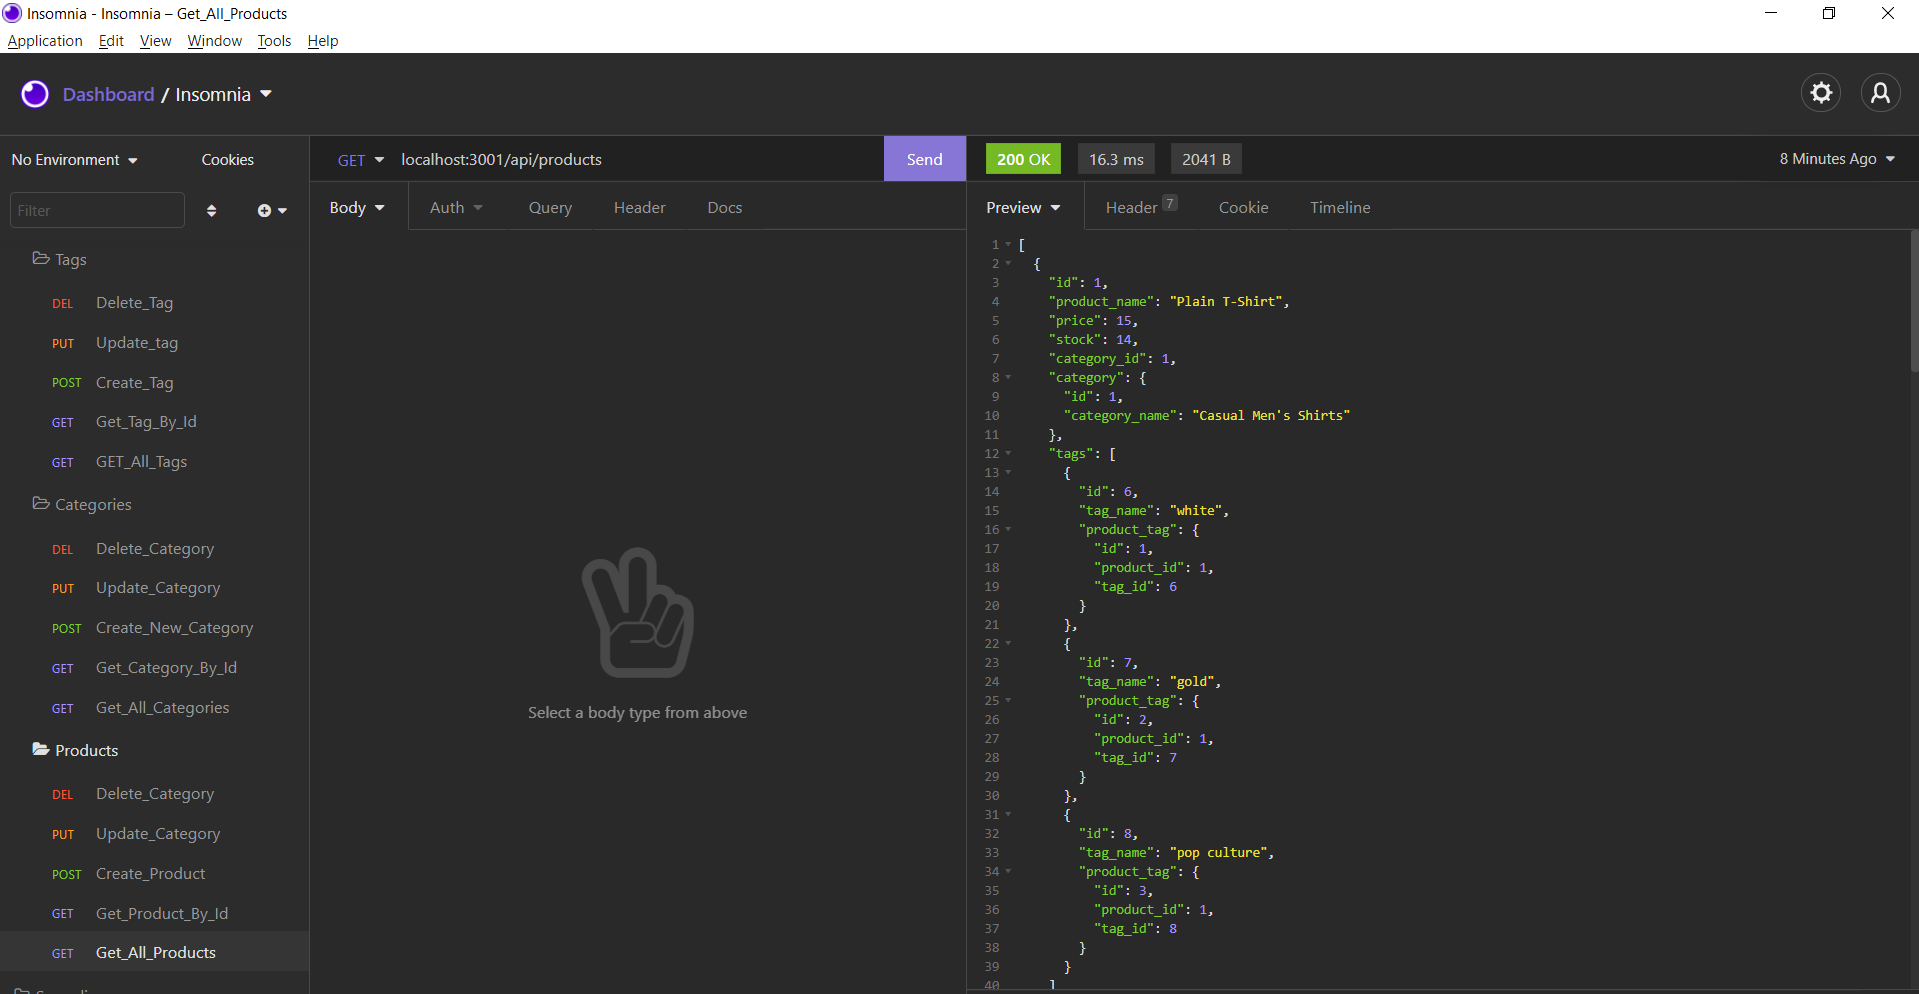 Insomnia - Insomnia – Get_All_Products
Application Edit View Window Tools Help
Dashboard / Insomnia
No Environment Cookies
Filter
Tags
DEL Delete_Tag
PUT Update_tag
POST Create_Tag
GET Get_Tag_By_Id
GET GET_All_Tags
Categories
DEL Delete_Category
PUT Update_Category
POST Create_New_Category
GET Get_Category_By_Id
GET Get_All_Categories
Products
DEL Delete_Category
PUT Update_Category
POST Create_Product
GET Get_Product_By_Id
GET Get_All_Products
GET localhost:3001/api/products Send
Body Auth Query Header Docs
Select a body type from above
200 OK 16.3 ms 2041 B 8 Minutes Ago
Preview Header 7 Cookie Timeline
1 [
2 {
3 "id": 1,
4 "product_name": "Plain T-Shirt",
5 "price": 15,
6 "stock": 14,
7 "category_id": 1,
8 "category": {
9 "id": 1,
10 "category_name": "Casual Men's Shirts"
11 },
12 "tags": [
13 {
14 "id": 6,
15 "tag_name": "white",
16 "product_tag": {
17 "id": 1,
18 "product_id": 1,
19 "tag_id": 6
20 }
21 },
22 {
23 "id": 7,
24 "tag_name": "gold",
25 "product_tag": {
26 "id": 2,
27 "product_id": 1,
28 "tag_id": 7
29 }
30 },
31 {
32 "id": 8,
33 "tag_name": "pop culture",
34 "product_tag": {
35 "id": 3,
36 "product_id": 1,
37 "tag_id": 8
38 }
39 }
40 ]